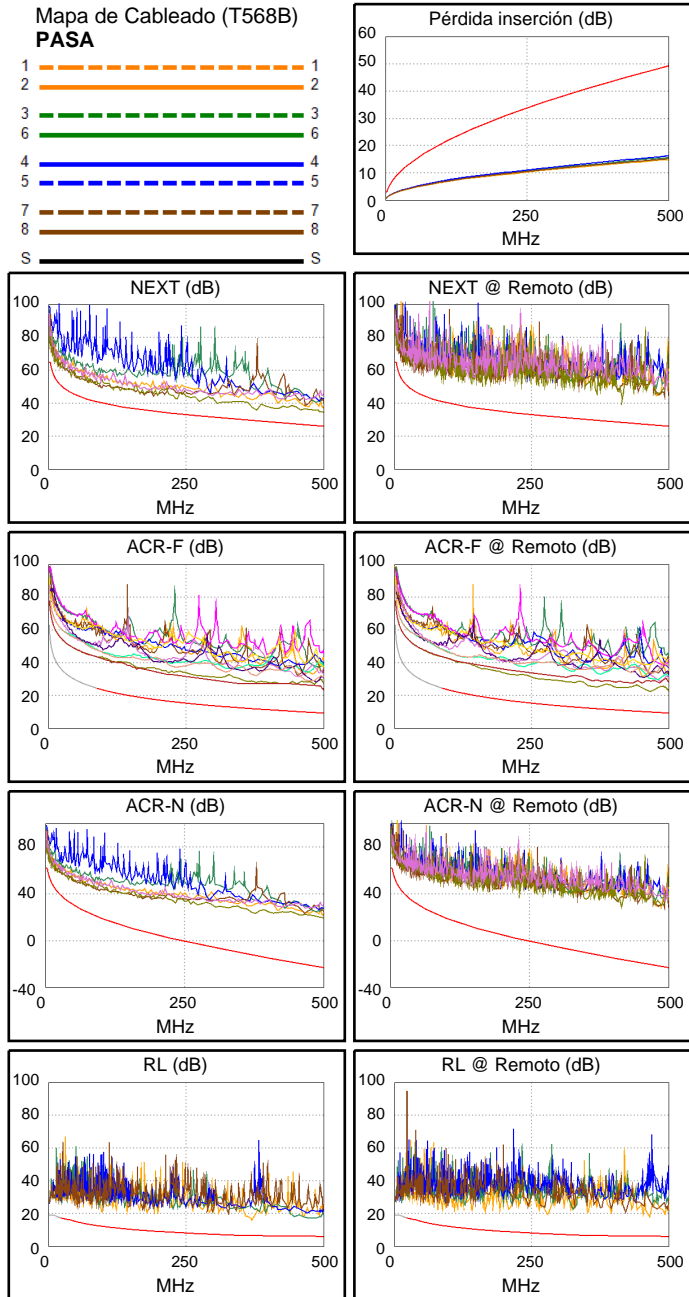 Mapa de Cableado (T568B)
PASA
1 1
2 2
3 3
6 6
4 4
5 5
7 7
8 8
S S
Pérdida inserción (dB)
60
50
40
30
20
10
0
0 250 500
MHz
NEXT (dB)
100
80
60
40
20
0
0 250 500
MHz
NEXT @ Remoto (dB)
100
80
60
40
20
0
0 250 500
MHz
ACR-F (dB)
100
80
60
40
20
0
0 250 500
MHz
ACR-F @ Remoto (dB)
100
80
60
40
20
0
0 250 500
MHz
ACR-N (dB)
80
40
0
-40
0 250 500
MHz
ACR-N @ Remoto (dB)
80
40
0
-40
0 250 500
MHz
RL (dB)
100
80
60
40
20
0
0 250 500
MHz
RL @ Remoto (dB)
100
80
60
40
20
0
0 250 500
MHz